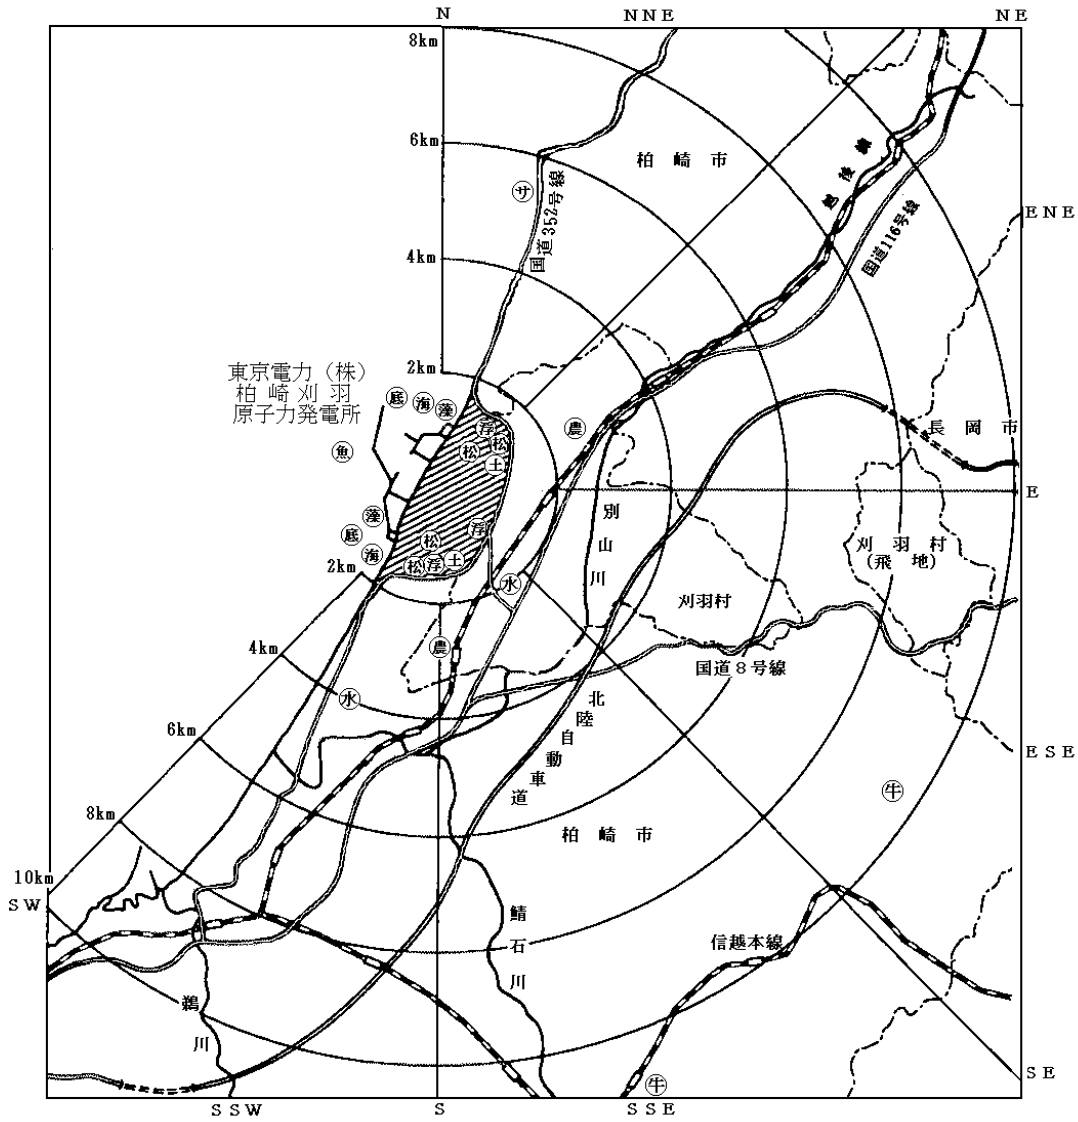 N
NNE
NE
8km
6km
4km
2km
柏崎市
越後線
国道352号線
国道116号線
ENE
サ
東京電力（株）
柏崎刈羽
原子力発電所
底
海
藻
浮
松
松
土
農
魚
長岡市
E
藻
底
海
浮
松
松
浮
土
別山川
刈羽村
(飛地)
水
2km
刈羽村
農
4km
国道８号線
水
北陸自動車道
6km
ESE
牛
8km
柏崎市
10km
SW
鯖石川
信越本線
鵜川
SE
牛
SSW
S
SSE